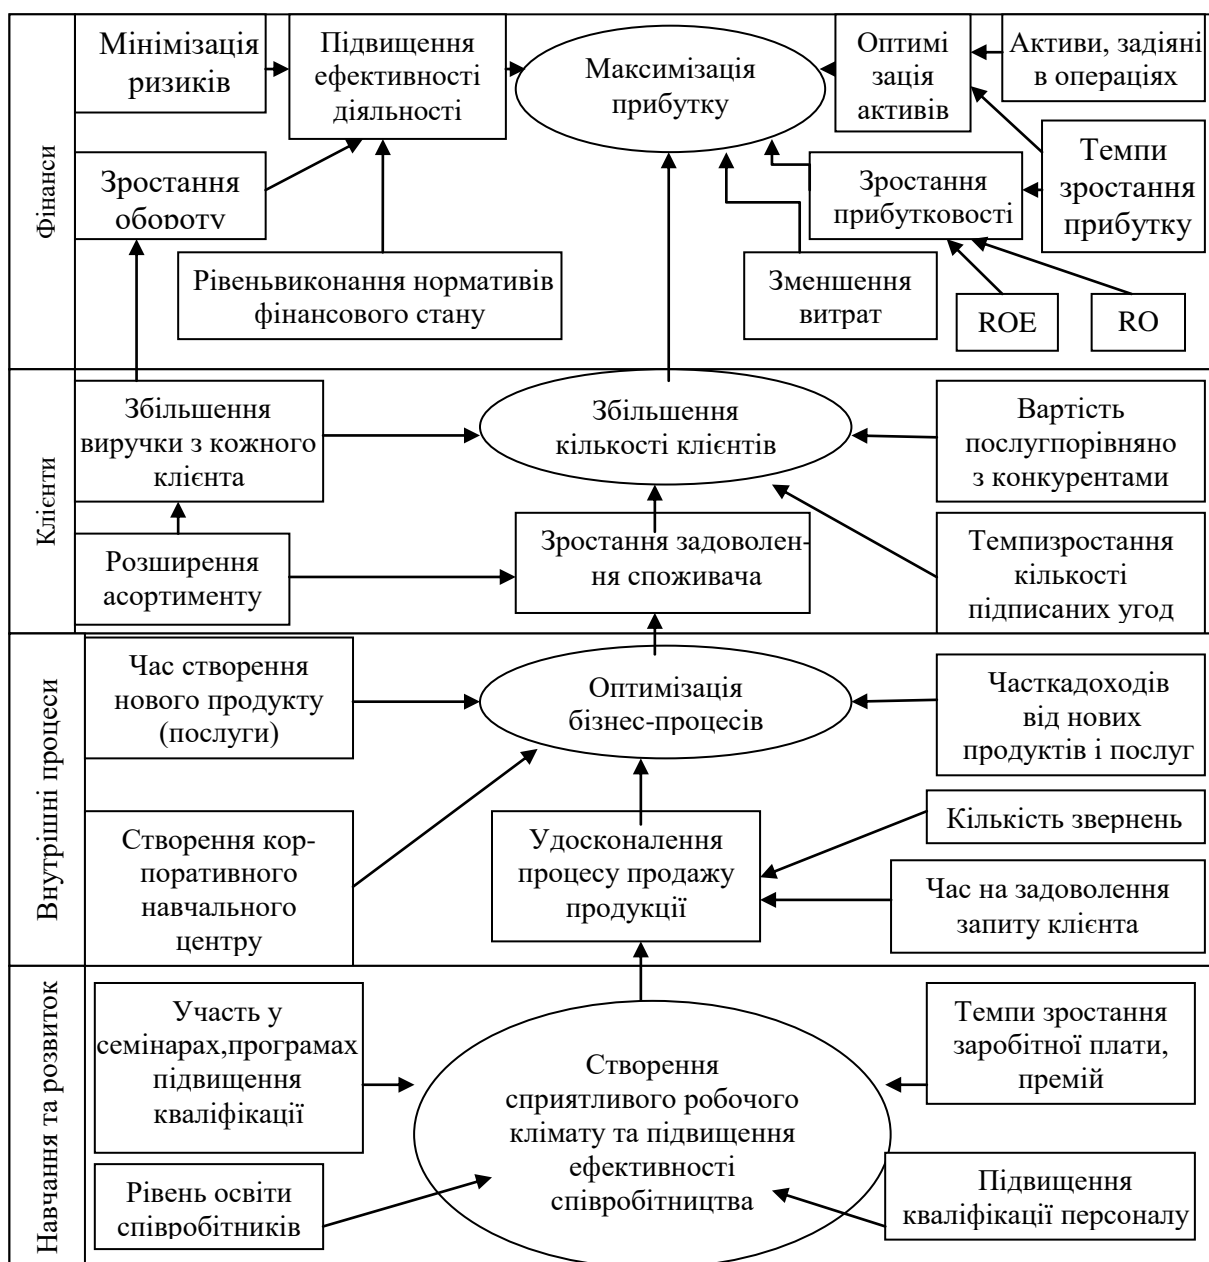 Фінанси
Мінімізація
ризиків
Підвищення
ефективності
діяльності
Максимізація
прибутку
Оптимі
зація
активів
Активи, задіяні
в операціях
Зростання
обороту
Зростання
прибутковості
Темпи
зростання
прибутку
Рівеньвиконання нормативів
фінансового стану
Зменшення
витрат
ROE
RO
Клієнти
Збільшення
виручки з кожного
клієнта
Збільшення
кількості клієнтів
Вартість
послугпорівняно
з конкурентами
Розширення
асортименту
Зростання задоволен-
ня споживача
Темпизростання
кількості
підписаних угод
Внутрішні процеси
Час створення
нового продукту
(послуги)
Оптимізація
бізнес-процесів
Часткадоходів
від нових
продуктів і послуг
Створення кор-
поративного
навчального
центру
Удосконалення
процесу продажу
продукції
Кількість звернень
Час на задоволення
запиту клієнта
Навчання та розвиток
Участь у
семінарах,програмах
підвищення
кваліфікації
Створення
сприятливого робочого
клімату та підвищення
ефективності
співробітництва
Темпи зростання
заробітної плати,
премій
Рівень освіти
співробітників
Підвищення
кваліфікації персоналу